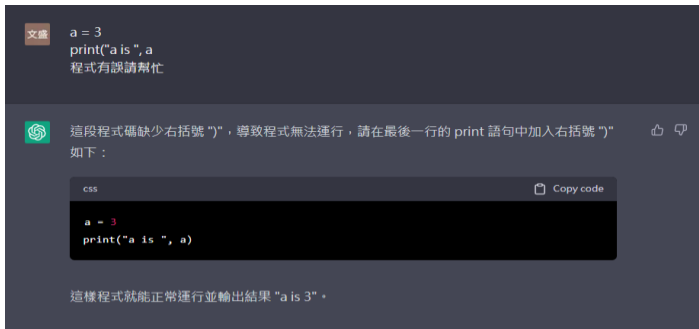 文盛
a = 3
print("a is ", a
程式有誤請幫忙
這段程式碼缺少右括號 ")"，導致程式無法運行，請在最後一行的 print 語句中加入右括號 ")"
如下：
css
Copy code
a = 3
print("a is ", a)
這樣程式就能正常運行並輸出結果 "a is 3"。